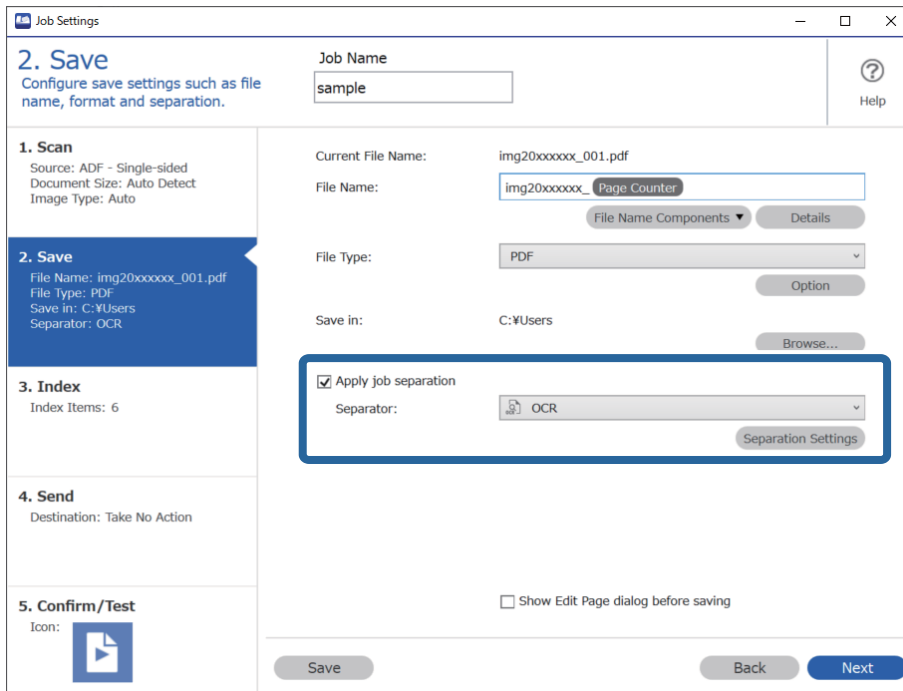 Job Settings
2. Save
Configure save settings such as file
name, format and separation.
Job Name
sample
Help
1. Scan
Source: ADF - Single-sided
Document Size: Auto Detect
Image Type: Auto
2. Save
File Name: img20xxxxxx_001.pdf
File Type: PDF
Save in: C:¥Users
Separator: OCR
3. Index
Index Items: 6
4. Send
Destination: Take No Action
5. Confirm/Test
Icon:
Current File Name: img20xxxxxx_001.pdf
File Name: img20xxxxxx_ Page Counter
File Name Components ▼ Details
File Type: PDF
Option
Save in: C:¥Users
Browse...
Apply job separation
Separator: OCR
Separation Settings
Show Edit Page dialog before saving
Save Back Next